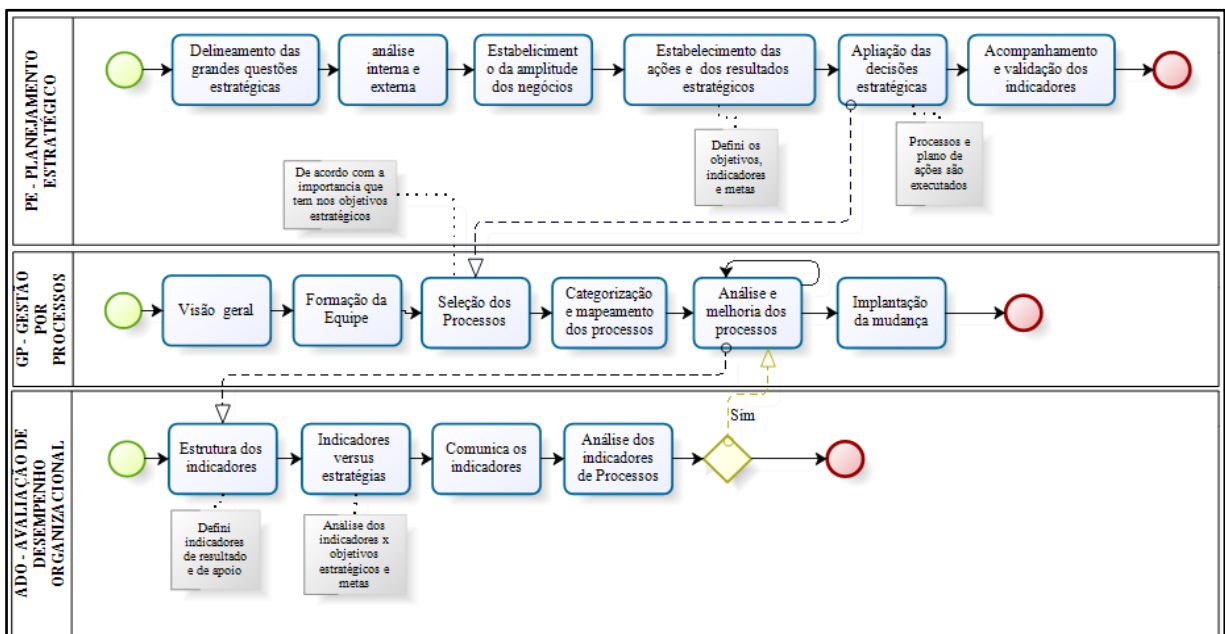 PE - PLANEJAMENTO
ESTRATÉGICO
Delineamento das
grandes questões
estratégicas
análise
interna e
externa
Estabeliciment
o da amplitude
dos negócios
Estabelecimento das
ações e dos resultados
estratégicos
Apliação das
decisões
estratégicas
Acompanhamento
e validação dos
indicadores
De acordo com a
importancia que
tem nos objetivos
estratégicos
Defini os
objetivos,
indicadores
e metas
Processos e
plano de
ações são
executados
GP - GESTÃO
POR
PROCESSOS
Visão geral
Formação da
Equipe
Seleção dos
Processos
Categorização
e mapeamento
dos processos
Análise e
melhoria dos
processos
Implantação
da mudança
ADO - AVALIAÇÃO DE
DESEMPENHO
ORGANIZACIONAL
Estrutura dos
indicadores
Indicadores
versus
estratégias
Comunica os
indicadores
Análise dos
indicadores
de Processos
Sim
Defini
indicadores
de resultado
e de apoio
Análise dos
indicadores x
objetivos
estratégicos e
metas